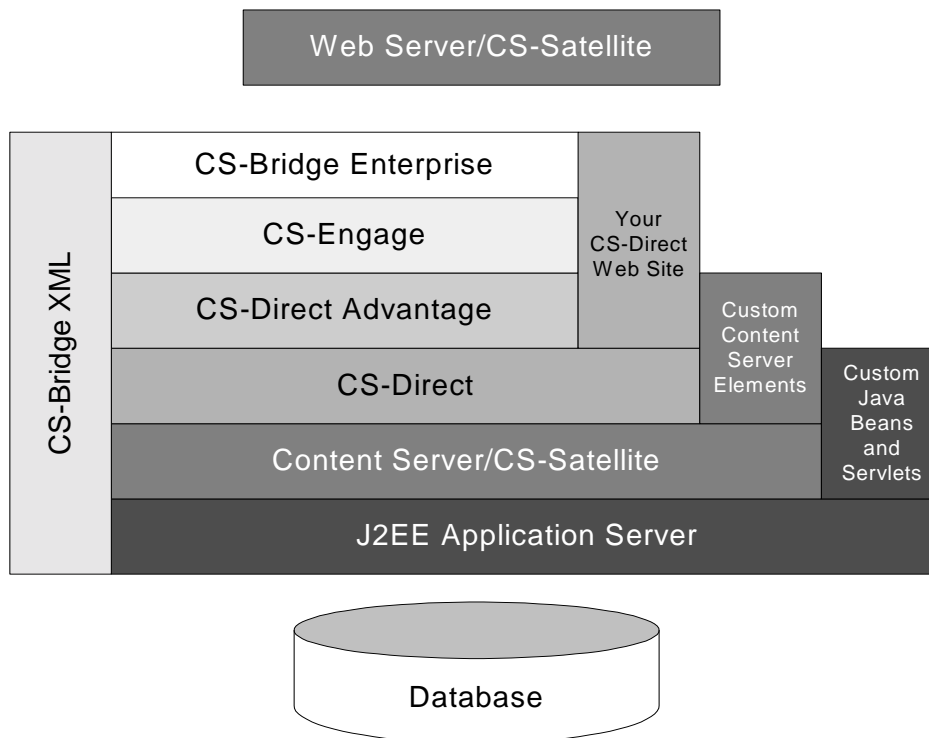 Web Server/CS-Satellite
CS-Bridge XML
CS-Bridge Enterprise
CS-Engage
CS-Direct Advantage
CS-Direct
Content Server/CS-Satellite
J2EE Application Server
Your
CS-Direct
Web Site
Custom
Content
Server
Elements
Custom
Java
Beans
and
Servlets
Database